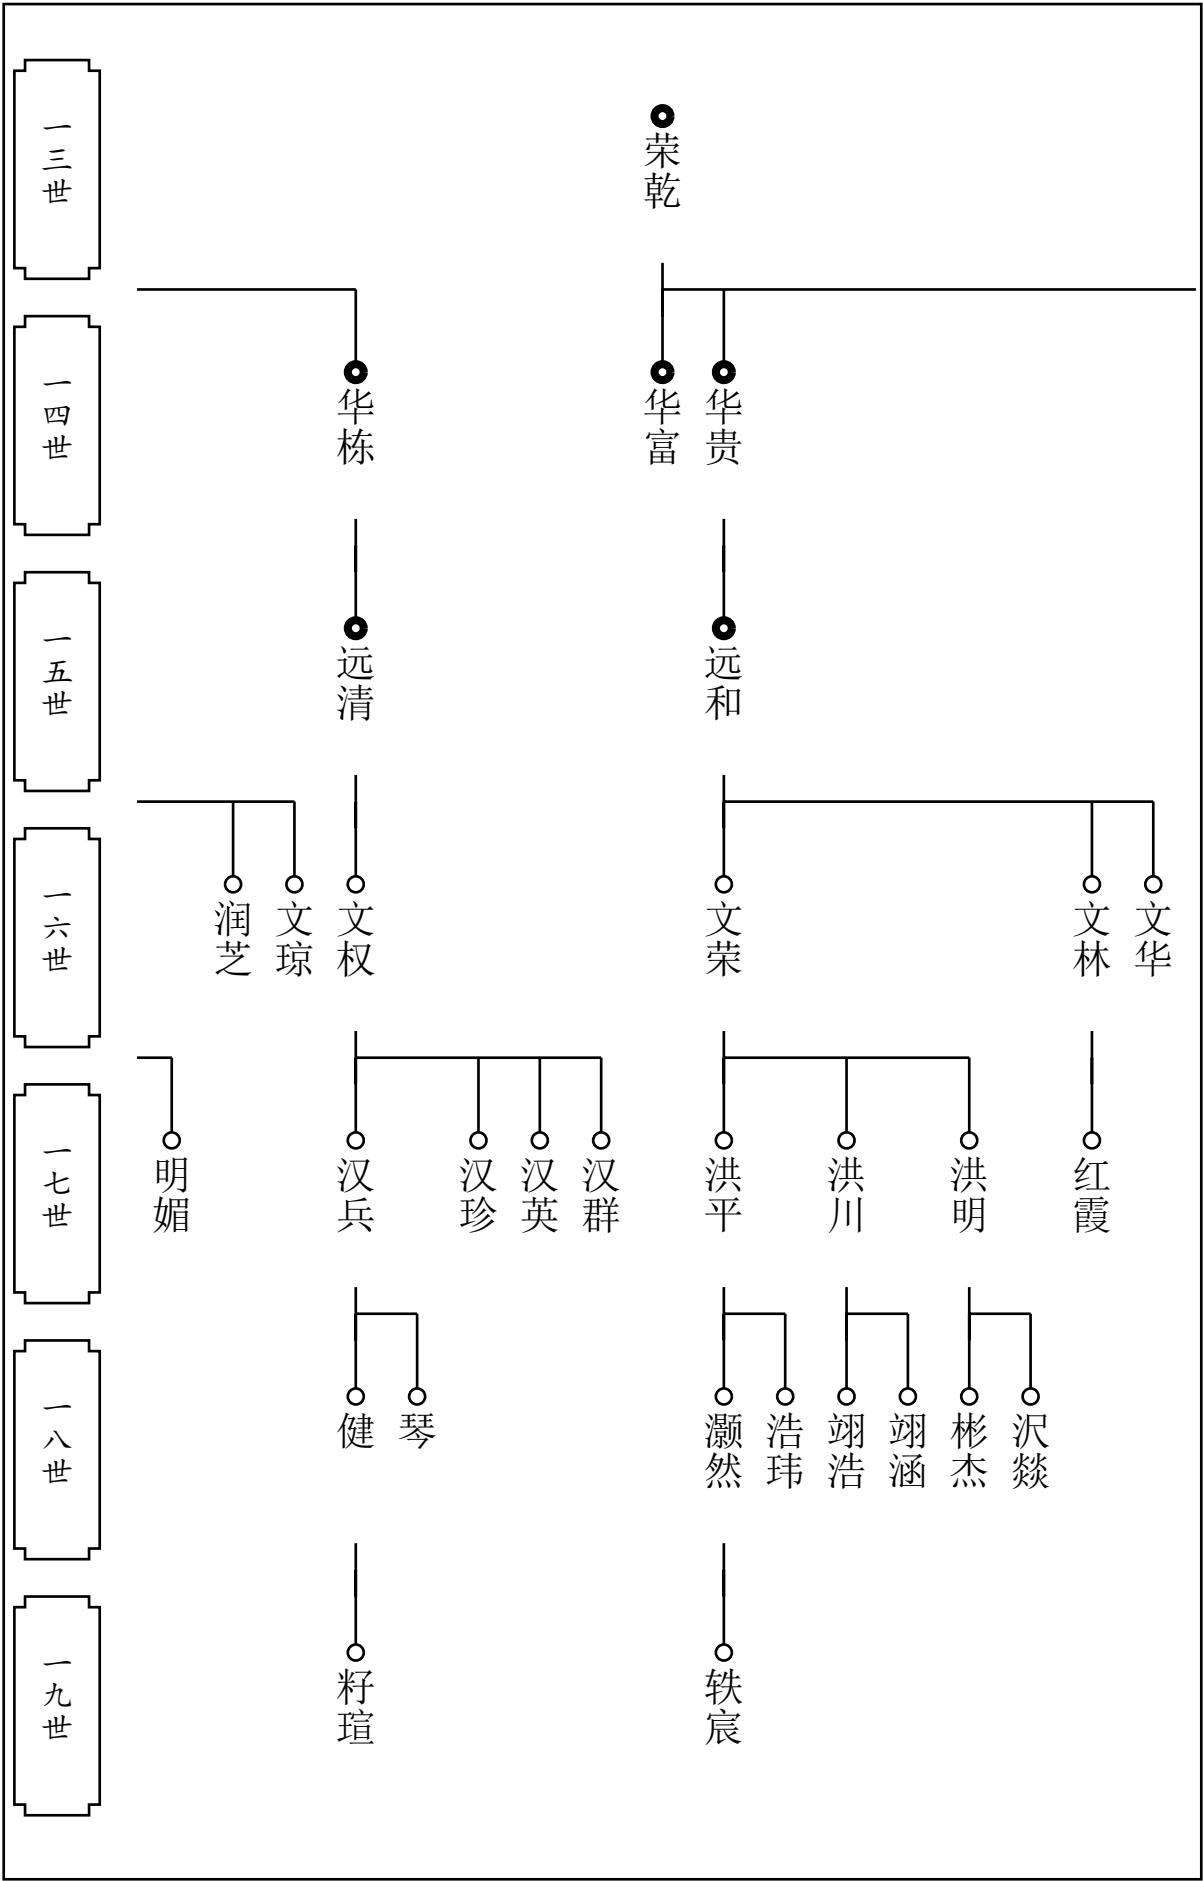 一三世
荣乾
一四世
华栋
华富
华贵
一五世
远清
远和
一六世
润芝
文琼
文权
文荣
文林
文华
一七世
明媚
汉兵
汉珍
汉英
汉群
洪平
洪川
洪明
红霞
一八世
健
琴
灏然
浩玮
翊浩
翊涵
彬杰
沢燚
一九世
籽瑄
轶宸